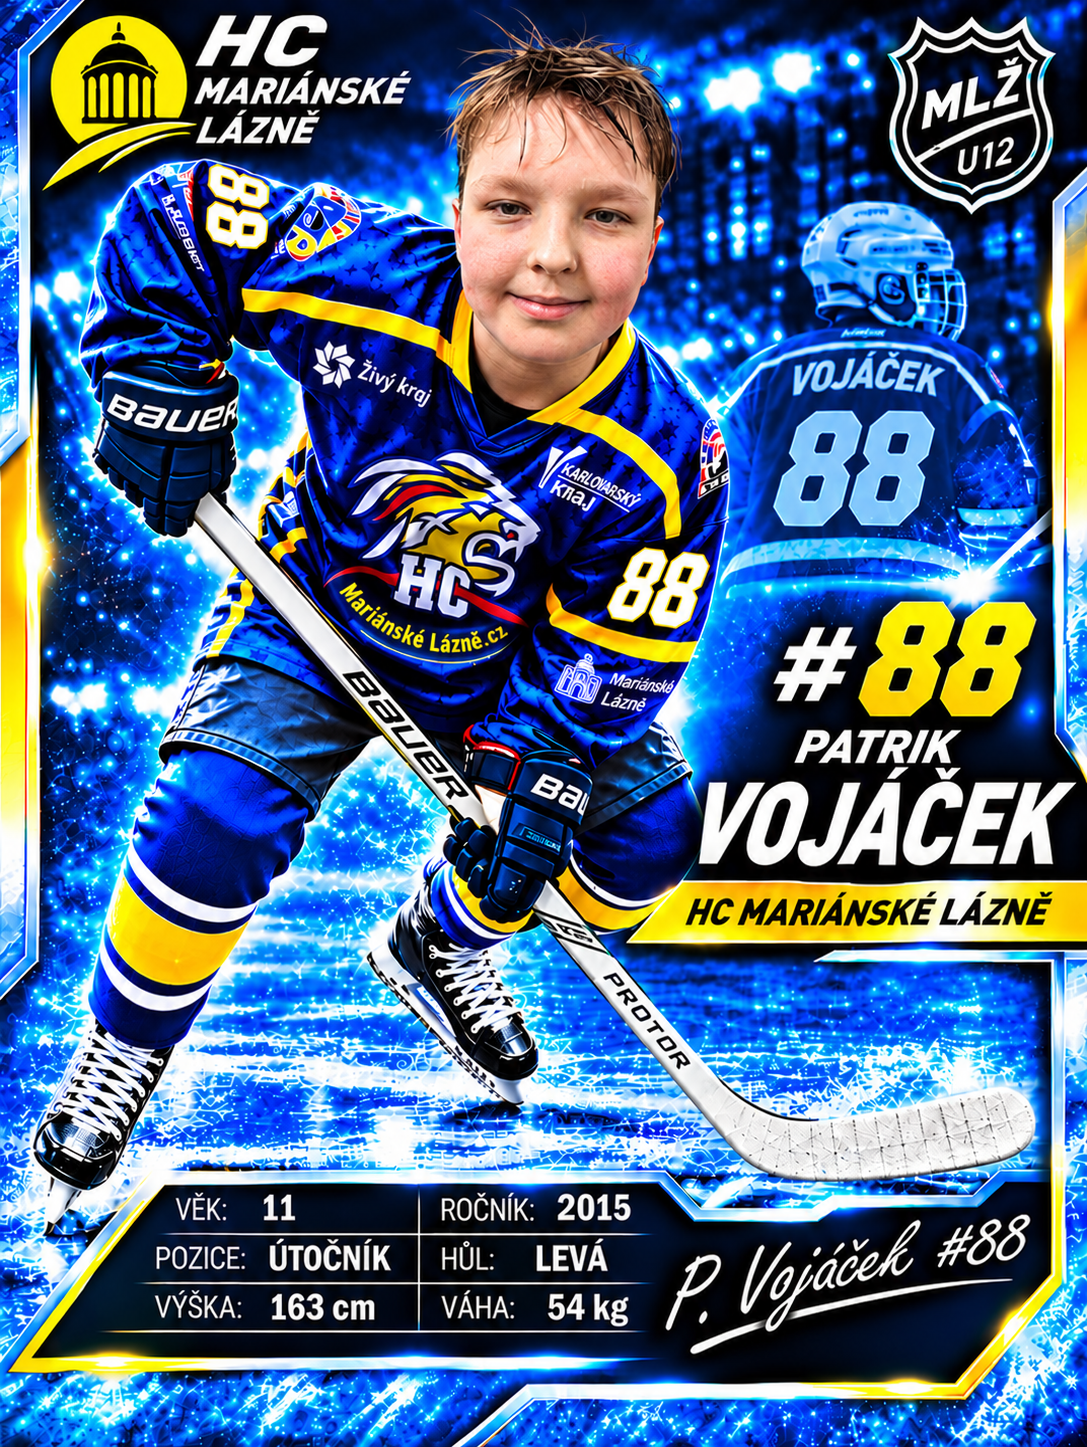 HC
MARIÁNSKÉ
LÁZNĚ
MLŽ
U12
88
BAUER
Živý kraj
KARLOVARSKÝ
KRAJ
HC
Mariánské Lázně.cz
88
Mariánské
Lázně
BAUER
PROTOR
VOJÁČEK
88
#88
PATRIK
VOJÁČEK
HC MARIÁNSKÉ LÁZNĚ
VĚK: 11
ROČNÍK: 2015
POZICE: ÚTOČNÍK
HŮL: LEVÁ
VÝŠKA: 163 cm
VÁHA: 54 kg
P. Vojáček #88